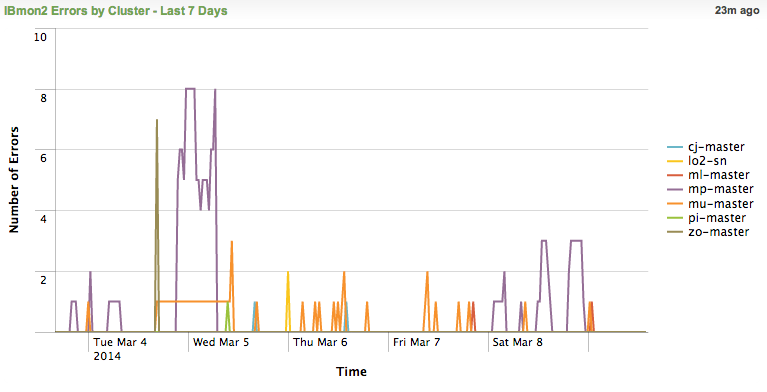 IBmon2 Errors by Cluster - Last 7 Days
23m ago
10
8
6
4
2
Number of Errors
Tue Mar 4
2014
Wed Mar 5
Thu Mar 6
Fri Mar 7
Sat Mar 8
Time
cj-master
lo2-sn
ml-master
mp-master
mu-master
pi-master
zo-master